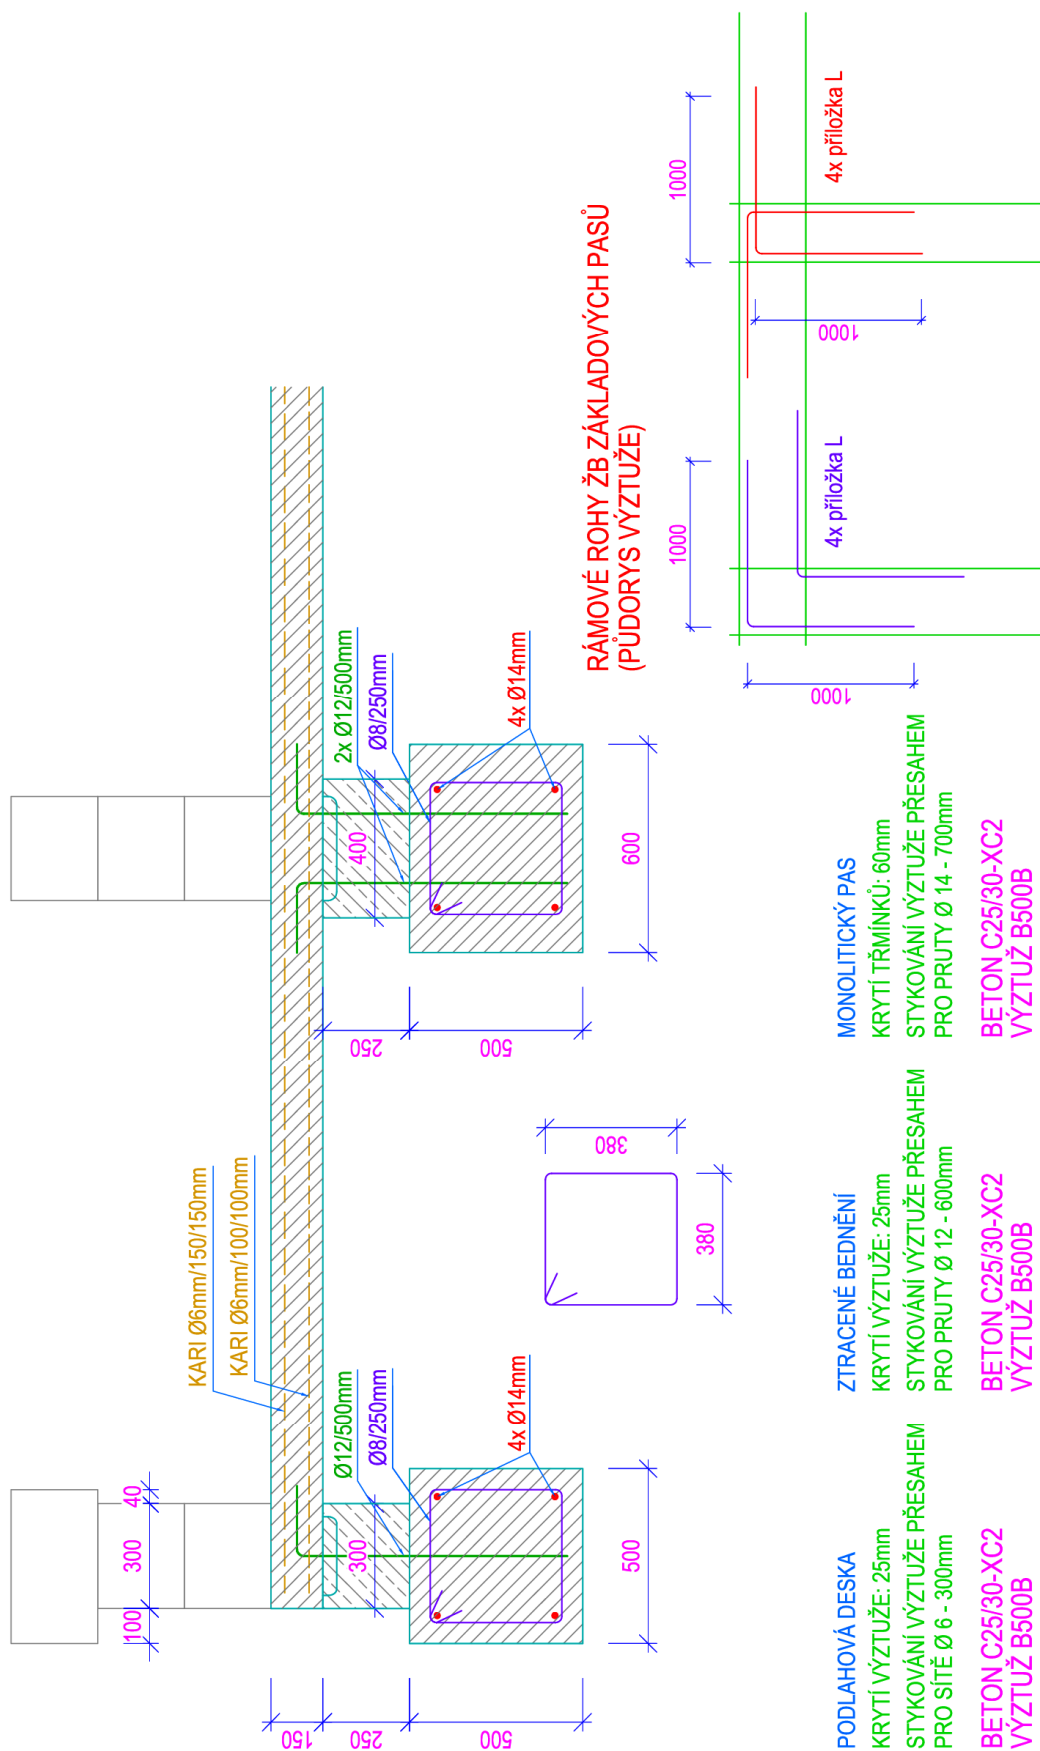 KARI Ø6mm/150/150mm
KARI Ø6mm/100/100mm
100
300
40
150
250
500
Ø12/500mm
Ø8/250mm
300
4x Ø14mm
500
380
380
250
500
2x Ø12/500mm
Ø8/250mm
400
4x Ø14mm
600
RÁMOVÉ ROHY ŽB ZÁKLADOVÝCH PASŮ
(PŮDORYS VÝZTUŽE)
1000
1000
4x příložka L
1000
1000
4x příložka L
PODLAHOVÁ DESKA
KRYTÍ VÝZTUŽE: 25mm
STYKOVÁNÍ VÝZTUŽE PŘESAHEM
PRO SÍTĚ Ø 6 - 300mm
BETON C25/30-XC2
VÝZTUŽ B500B
ZTRACENÉ BEDNĚNÍ
KRYTÍ VÝZTUŽE: 25mm
STYKOVÁNÍ VÝZTUŽE PŘESAHEM
PRO PRUTY Ø 12 - 600mm
BETON C25/30-XC2
VÝZTUŽ B500B
MONOLITICKÝ PAS
KRYTÍ TŘMÍNKŮ: 60mm
STYKOVÁNÍ VÝZTUŽE PŘESAHEM
PRO PRUTY Ø 14 - 700mm
BETON C25/30-XC2
VÝZTUŽ B500B